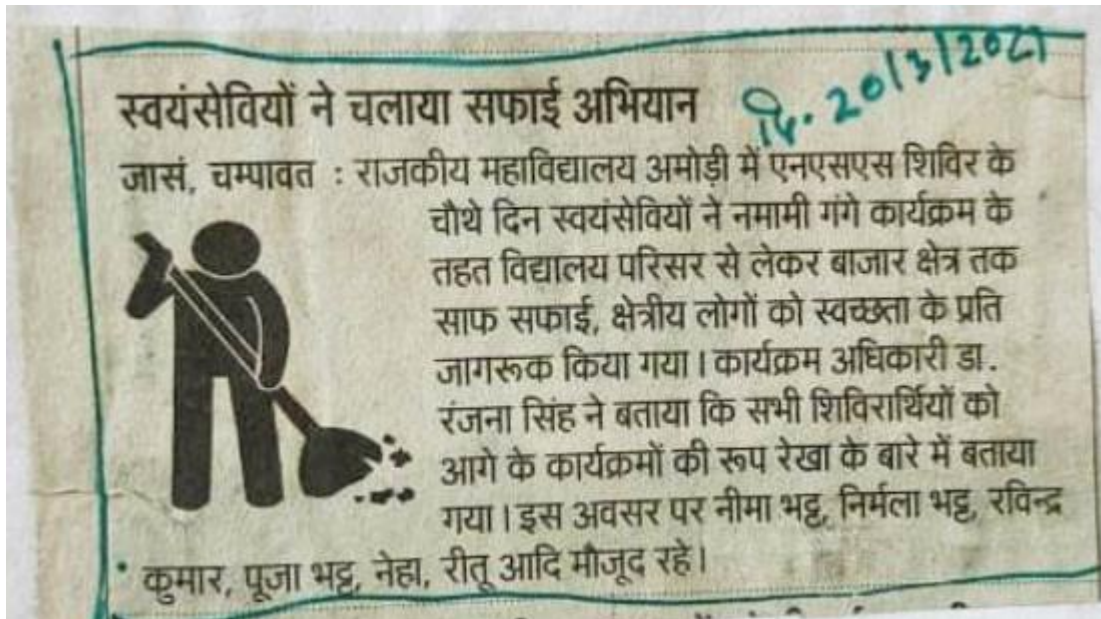 स्वयंसेवियों ने चलाया सफाई अभियान
दि. 20/3/2021
जासं, चम्पावत : राजकीय महाविद्यालय अमोड़ी में एनएसएस शिविर के
चौथे दिन स्वयंसेवियों ने नमामी गंगे कार्यक्रम के
तहत विद्यालय परिसर से लेकर बाजार क्षेत्र तक
साफ सफाई, क्षेत्रीय लोगों को स्वच्छता के प्रति
जागरूक किया गया। कार्यक्रम अधिकारी डा.
रंजना सिंह ने बताया कि सभी शिविरार्थियों को
आगे के कार्यक्रमों की रूप रेखा के बारे में बताया
गया। इस अवसर पर नीमा भट्ट, निर्मला भट्ट, रविन्द्र
कुमार, पूजा भट्ट, नेहा, रीतू आदि मौजूद रहे।